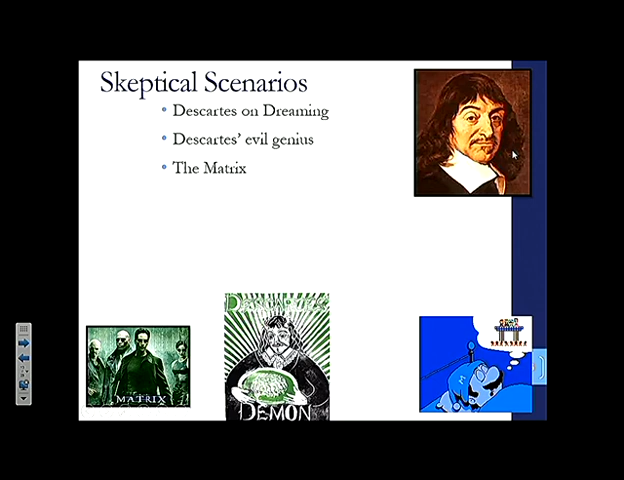 Skeptical Scenarios
Descartes on Dreaming
Descartes' evil genius
The Matrix
MATRIX
DEMON